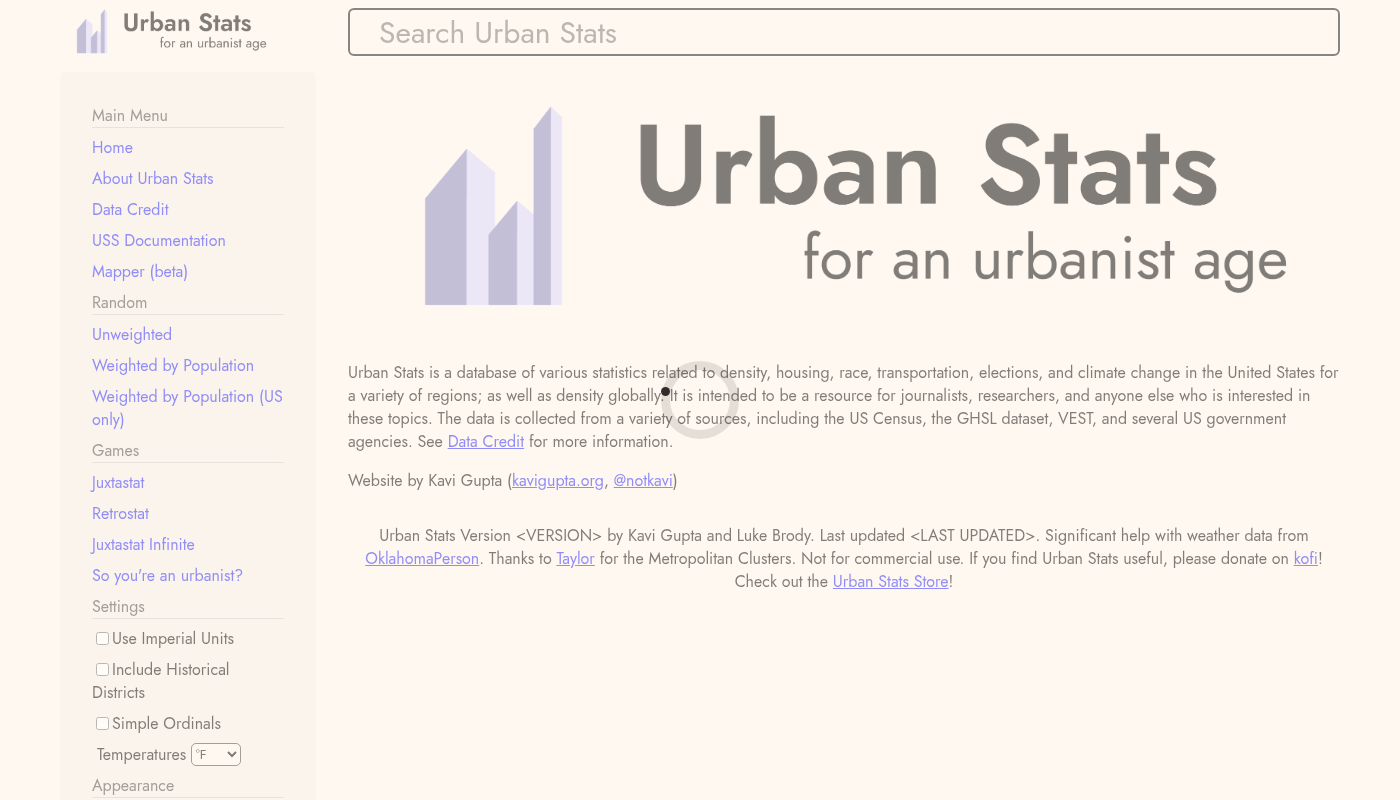 Urban Stats
for an urbanist age
Search Urban Stats
Main Menu
Home
About Urban Stats
Data Credit
USS Documentation
Mapper (beta)
Random
Unweighted
Weighted by Population
Weighted by Population (US
only)
Games
Juxtastat
Retrostat
Juxtastat Infinite
So you're an urbanist?
Settings
Use Imperial Units
Include Historical
Districts
Simple Ordinals
Temperatures °F
Appearance
Urban Stats
for an urbanist age
Urban Stats is a database of various statistics related to density, housing, race, transportation, elections, and climate change in the United States for
a variety of regions; as well as density globally. It is intended to be a resource for journalists, researchers, and anyone else who is interested in
these topics. The data is collected from a variety of sources, including the US Census, the GHSL dataset, VEST, and several US government
agencies. See Data Credit for more information.
Website by Kavi Gupta (kavigupta.org, @notkavi)
Urban Stats Version <VERSION> by Kavi Gupta and Luke Brody. Last updated <LAST UPDATED>. Significant help with weather data from
OklahomaPerson. Thanks to Taylor for the Metropolitan Clusters. Not for commercial use. If you find Urban Stats useful, please donate on kofi!
Check out the Urban Stats Store!